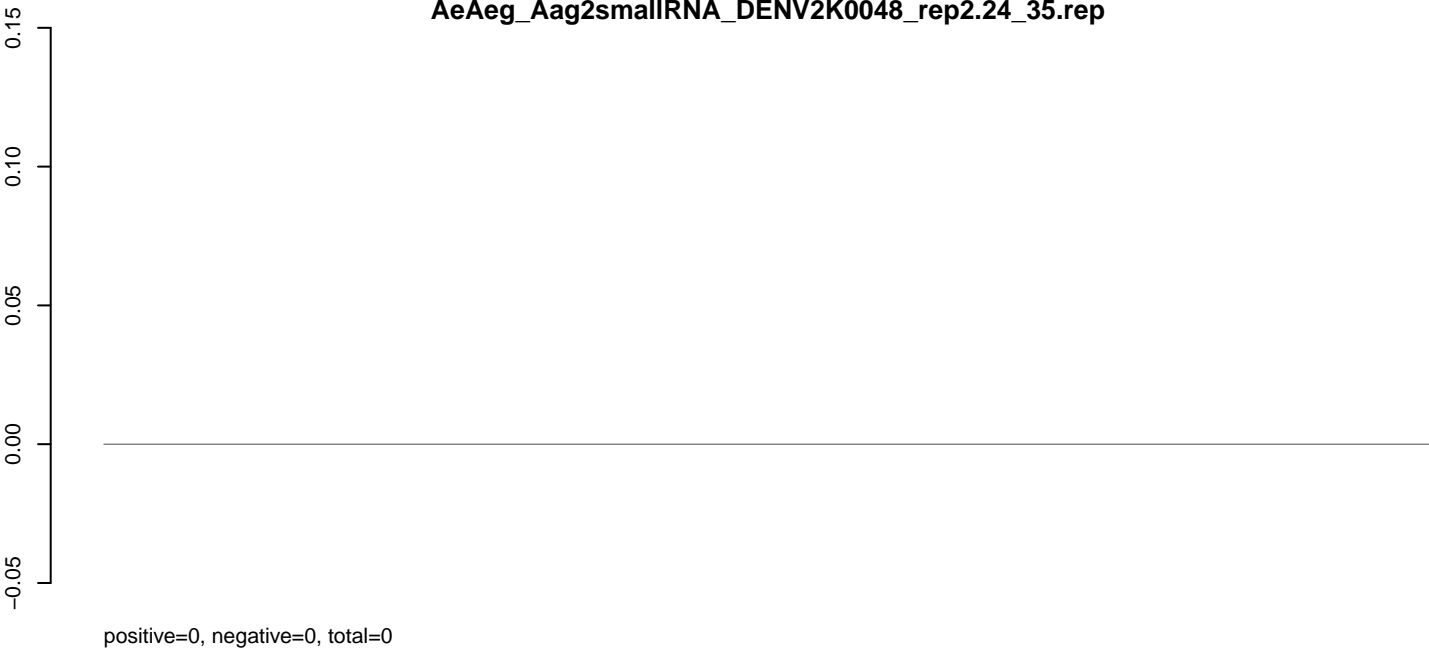 AeAeg_Aag2smallRNA_DENV2K0048_rep2.24_35.rep
0.15
0.10
0.05
0.00
−0.05
positive=0, negative=0, total=0